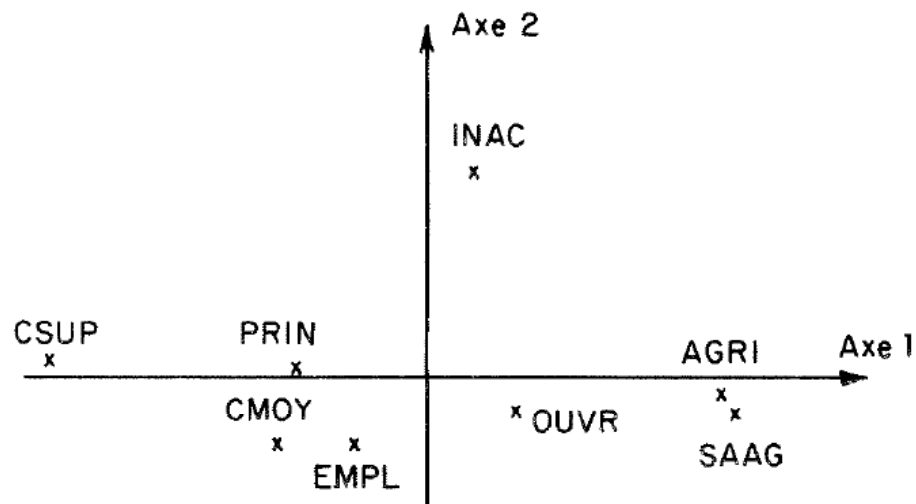 Axe 2
INAC
CSUP
PRIN
AGRI
Axe 1
CMOY
OUVR
EMPL
SAAG